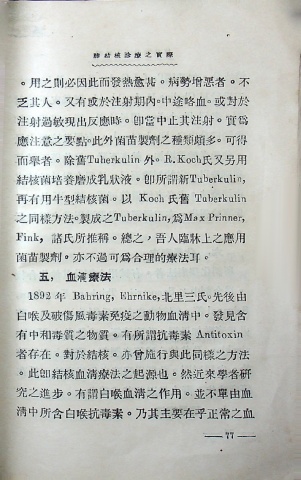 肺結核診療之實際
。用之則必因此而發熱愈甚。病勢增惡者。不
乏其人。又有或於注射期內。中途咯血。或對於
注射過敏現出反應時。卽當中止其注射。實爲
應注意之要點。此外菌苗製劑之種類頗多。可得
而舉者。除舊Tuberkulin 外。R.Koch氏又另用
結核菌培養磨成乳狀液。卽所謂新Tuberkulin,
再有用牛型結核菌。以 Koch氏舊 Tuberkulin
之同樣方法。製成之Tuberkulin,爲Max Prinner,
Fink, 諸氏所推稱。總之，吾人臨牀上之應用
菌苗製劑。亦不過可爲合理的療法耳。
五，血清療法
1892年 Bahring, Ehrnike,北里三氏。先後由
白喉及破傷風毒素免疫之動物血清中。發見含
有中和毒質之物質。有所謂抗毒素 Antitoxin
者存在。對於結核。亦曾施行與此同樣之方法
。此卽結核血清療法之起源也。然近來學者研
究之進步。有謂白喉血清之作用。並不單由血
清中所含白喉抗毒素。乃其主要在乎正常之血
—77—